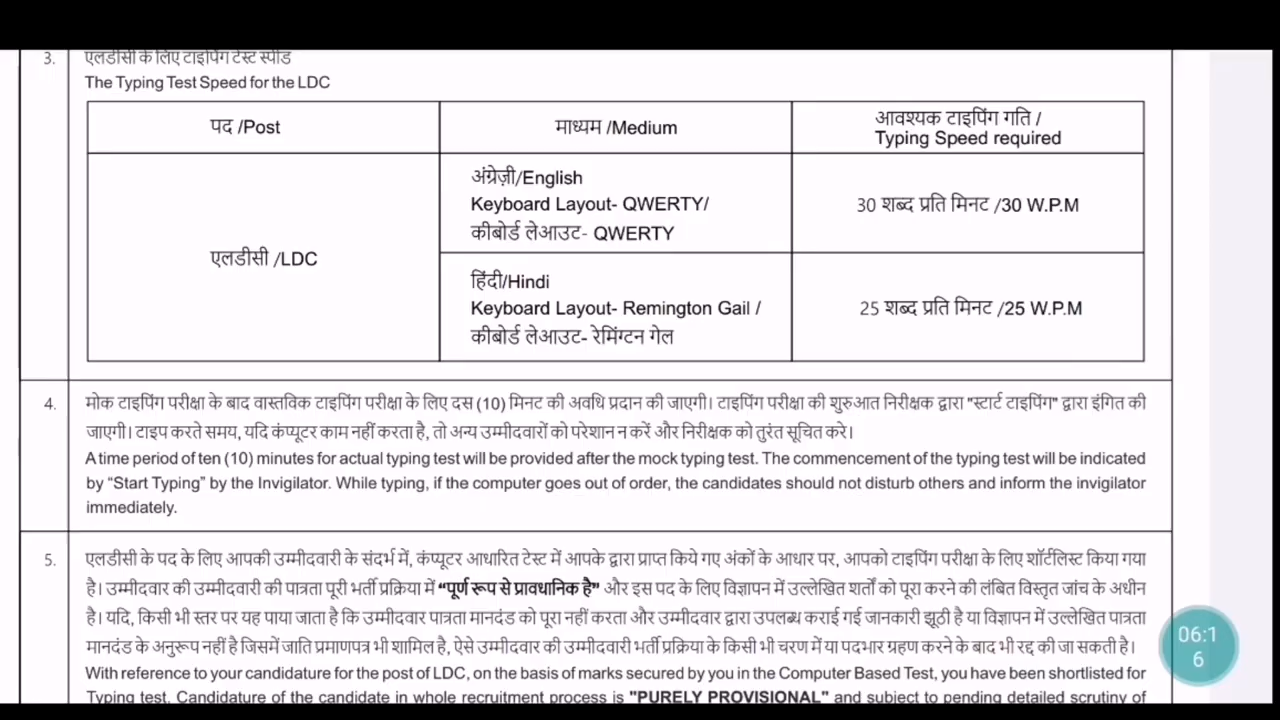 3. एलडीसी के लिए टाइपिंग टेस्ट स्पीड
The Typing Test Speed for the LDC
पद /Post
माध्यम /Medium
आवश्यक टाइपिंग गति /
Typing Speed required
एलडीसी /LDC
अंग्रेज़ी/English
Keyboard Layout- QWERTY/
कीबोर्ड लेआउट- QWERTY
30 शब्द प्रति मिनट /30 W.P.M
हिंदी/Hindi
Keyboard Layout- Remington Gail /
कीबोर्ड लेआउट- रेमिंग्टन गेल
25 शब्द प्रति मिनट /25 W.P.M
4. मोक टाइपिंग परीक्षा के बाद वास्तविक टाइपिंग परीक्षा के लिए दस (10) मिनट की अवधि प्रदान की जाएगी। टाइपिंग परीक्षा की शुरुआत निरीक्षक द्वारा "स्टार्ट टाइपिंग" द्वारा इंगित की
जाएगी। टाइप करते समय, यदि कंप्यूटर काम नहीं करता है, तो अन्य उम्मीदवारों को परेशान न करें और निरीक्षक को तुरंत सूचित करे।
A time period of ten (10) minutes for actual typing test will be provided after the mock typing test. The commencement of the typing test will be indicated
by “Start Typing” by the Invigilator. While typing, if the computer goes out of order, the candidates should not disturb others and inform the invigilator
immediately.
5. एलडीसी के पद के लिए आपकी उम्मीदवारी के संदर्भ में, कंप्यूटर आधारित टेस्ट में आपके द्वारा प्राप्त किये गए अंकों के आधार पर, आपको टाइपिंग परीक्षा के लिए शॉर्टलिस्ट किया गया
है। उम्मीदवार की उम्मीदवारी की पात्रता पूरी भर्ती प्रक्रिया में “पूर्ण रूप से प्रावधानिक है” और इस पद के लिए विज्ञापन में उल्लेखित शर्तों को पूरा करने की लंबित विस्तृत जांच के अधीन
है। यदि, किसी भी स्तर पर यह पाया जाता है कि उम्मीदवार पात्रता मानदंड को पूरा नहीं करता और उम्मीदवार द्वारा उपलब्ध कराई गई जानकारी झूठी है या विज्ञापन में उल्लेखित पात्रता
मानदंड के अनुरूप नहीं है जिसमें जाति प्रमाणपत्र भी शामिल है, ऐसे उम्मीदवार की उम्मीदवारी भर्ती प्रक्रिया के किसी भी चरण में या पदभार ग्रहण करने के बाद भी रद्द की जा सकती है।
With reference to your candidature for the post of LDC, on the basis of marks secured by you in the Computer Based Test, you have been shortlisted for
Typing test. Candidature of the candidate in whole recruitment process is "PURELY PROVISIONAL" and subject to pending detailed scrutiny of
06:1
6